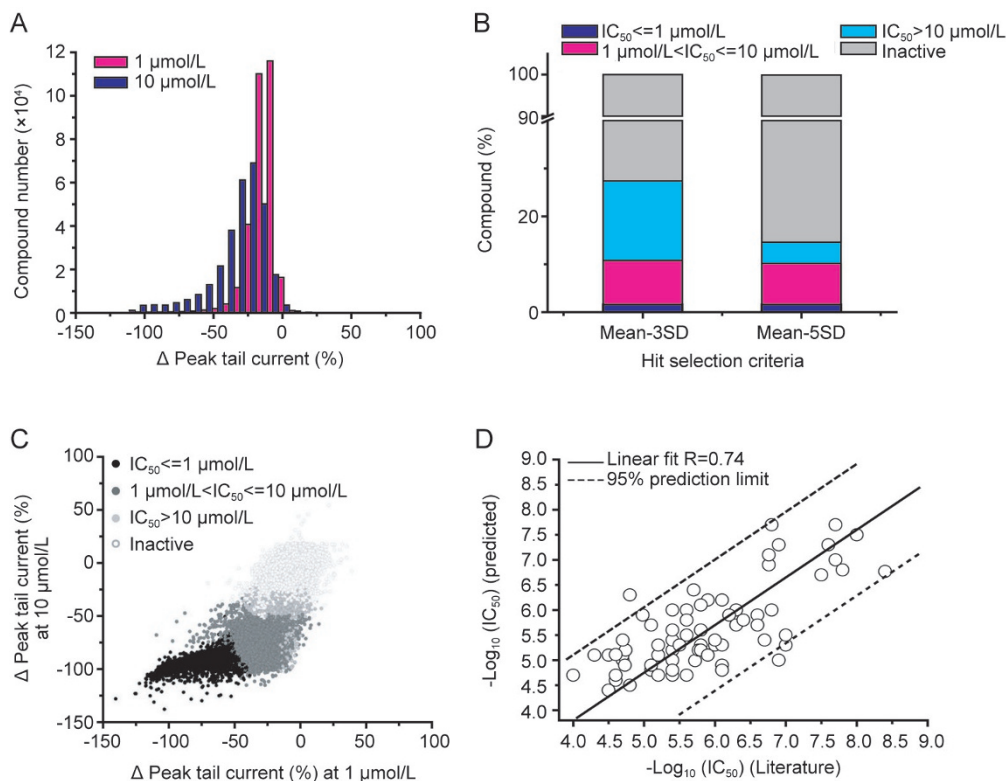 A
1 μmol/L
10 μmol/L
Compound number (×10⁴)
12
10
8
6
4
2
0
-150
-100
-50
0
50
100
Δ Peak tail current (%)
B
IC₅₀<=1 μmol/L
IC₅₀>10 μmol/L
1 μmol/L<IC₅₀<=10 μmol/L
Inactive
Compound (%)
100
90
20
0
Mean-3SD
Mean-5SD
Hit selection criteria
C
IC₅₀<=1 μmol/L
1 μmol/L<IC₅₀<=10 μmol/L
IC₅₀>10 μmol/L
Inactive
Δ Peak tail current (%)
at 10 μmol/L
100
50
0
-50
-100
-150
-150
-100
-50
0
50
100
Δ Peak tail current (%) at 1 μmol/L
D
Linear fit R=0.74
95% prediction limit
-Log₁₀ (IC₅₀) (predicted)
9.0
8.5
8.0
7.5
7.0
6.5
6.0
5.5
5.0
4.5
4.0
4.0 4.5 5.0 5.5 6.0 6.5 7.0 7.5 8.0 8.5 9.0
-Log₁₀ (IC₅₀) (Literature)